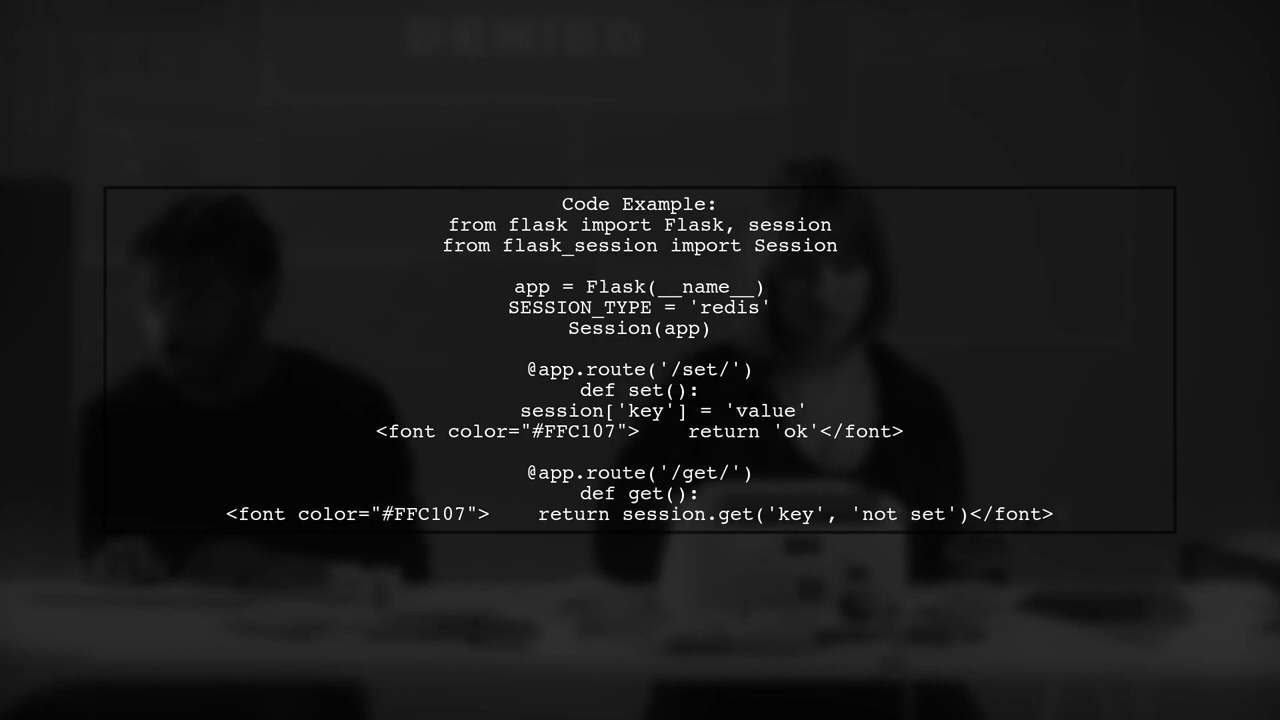 DENIED
Code Example:
from flask import Flask, session
from flask_session import Session
app = Flask(__name__)
SESSION_TYPE = 'redis'
Session(app)
@app.route('/set/')
def set():
    session['key'] = 'value'
<font color="#FFC107">    return 'ok'</font>
@app.route('/get/')
def get():
<font color="#FFC107">    return session.get('key', 'not set')</font>